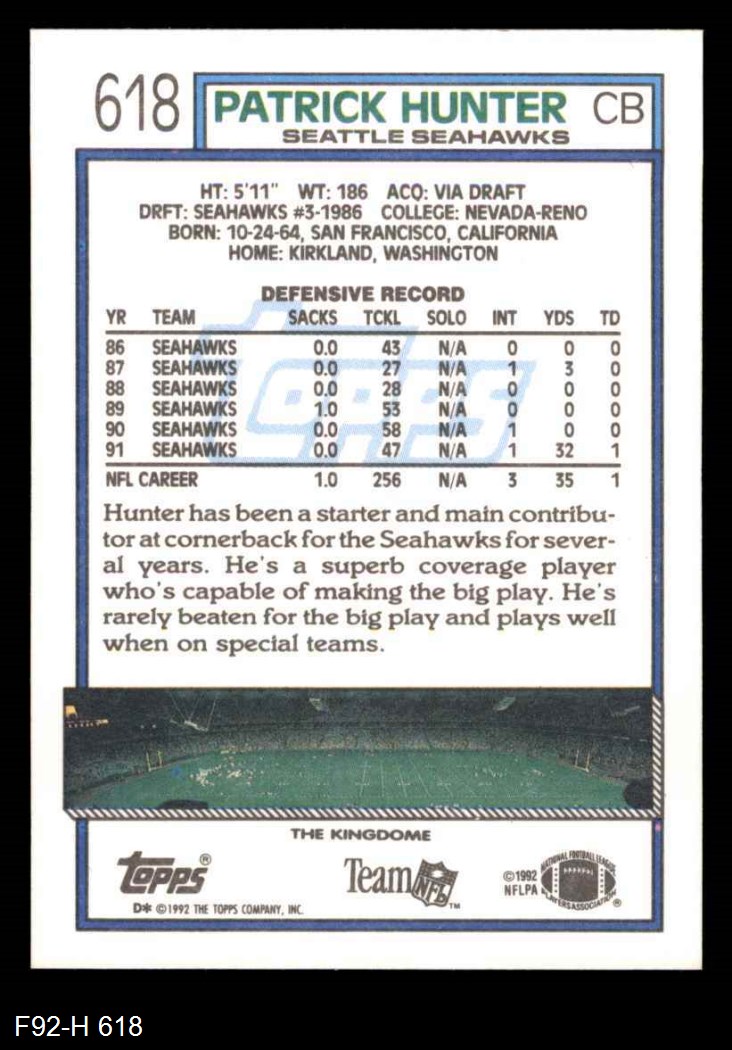 618 PATRICK HUNTER CB
SEATTLE SEAHAWKS
HT: 5'11" WT: 186 ACQ: VIA DRAFT
DRFT: SEAHAWKS #3-1986 COLLEGE: NEVADA-RENO
BORN: 10-24-64, SAN FRANCISCO, CALIFORNIA
HOME: KIRKLAND, WASHINGTON
DEFENSIVE RECORD
YR TEAM SACKS TCKL SOLO INT YDS TD
86 SEAHAWKS 0.0 43 N/A 0 0 0
87 SEAHAWKS 0.0 27 N/A 1 3 0
88 SEAHAWKS 0.0 28 N/A 0 0 0
89 SEAHAWKS 1.0 53 N/A 0 0 0
90 SEAHAWKS 0.0 58 N/A 1 0 0
91 SEAHAWKS 0.0 47 N/A 1 32 1
NFL CAREER 1.0 256 N/A 3 35 1
topps
Hunter has been a starter and main contribu-
tor at cornerback for the Seahawks for sever-
al years. He's a superb coverage player
who's capable of making the big play. He's
rarely beaten for the big play and plays well
when on special teams.
THE KINGDOME
topps®
D* ©1992 THE TOPPS COMPANY, INC.
Team NFL™
©1992
NFLPA
NATIONAL FOOTBALL LEAGUE
PLAYERS ASSOCIATION ®
F92-H 618